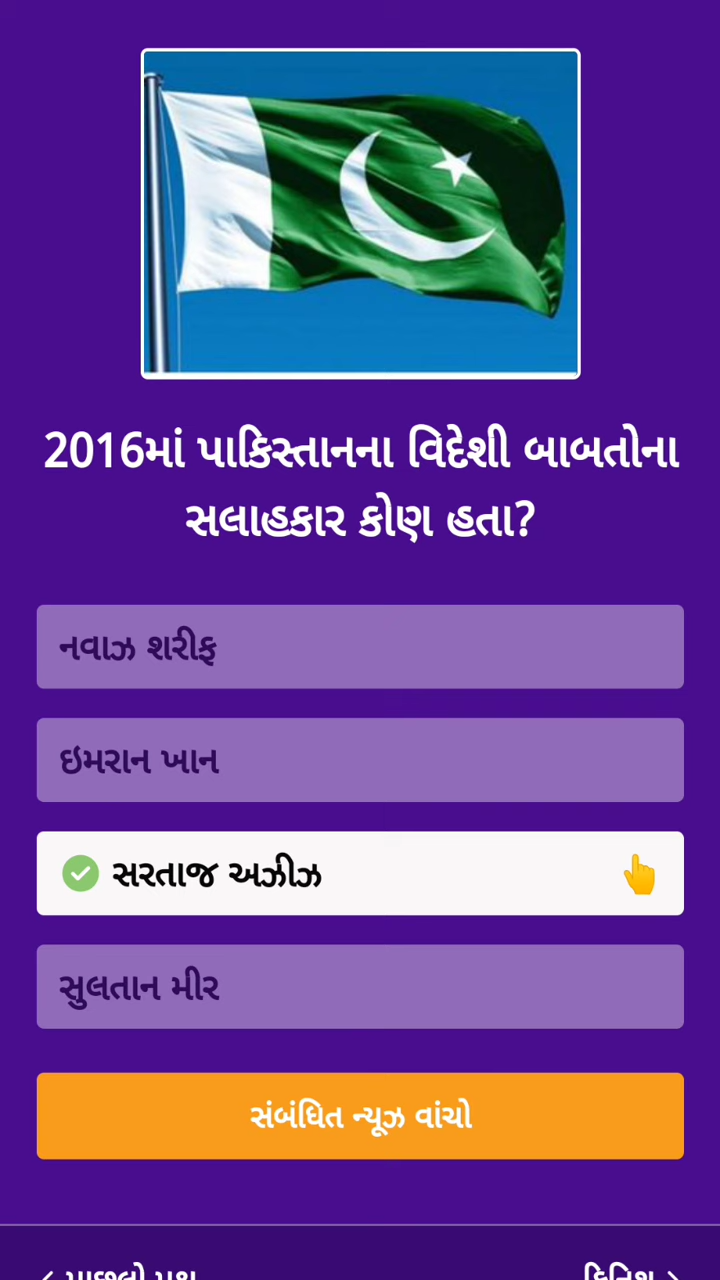 2016માં પાકિસ્તાનના વિદેશી બાબતોના
સલાહકાર કોણ હતા?
નવાઝ શરીફ
ઇમરાન ખાન
સરતાજ અઝીઝ
સુલતાન મીર
સંબંધિત ન્યૂઝ વાંચો